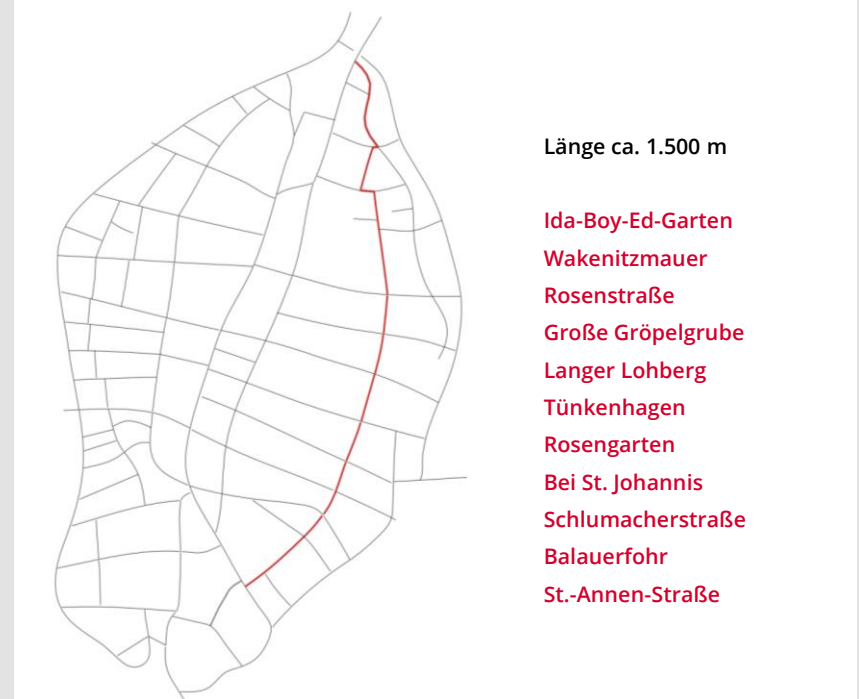 Länge ca. 1.500 m
Ida-Boy-Ed-Garten
Wakenitzmauer
Rosenstraße
Große Gröpelgrube
Langer Lohberg
Tünkenhagen
Rosengarten
Bei St. Johannis
Schlumacherstraße
Balauerfohr
St.-Annen-Straße